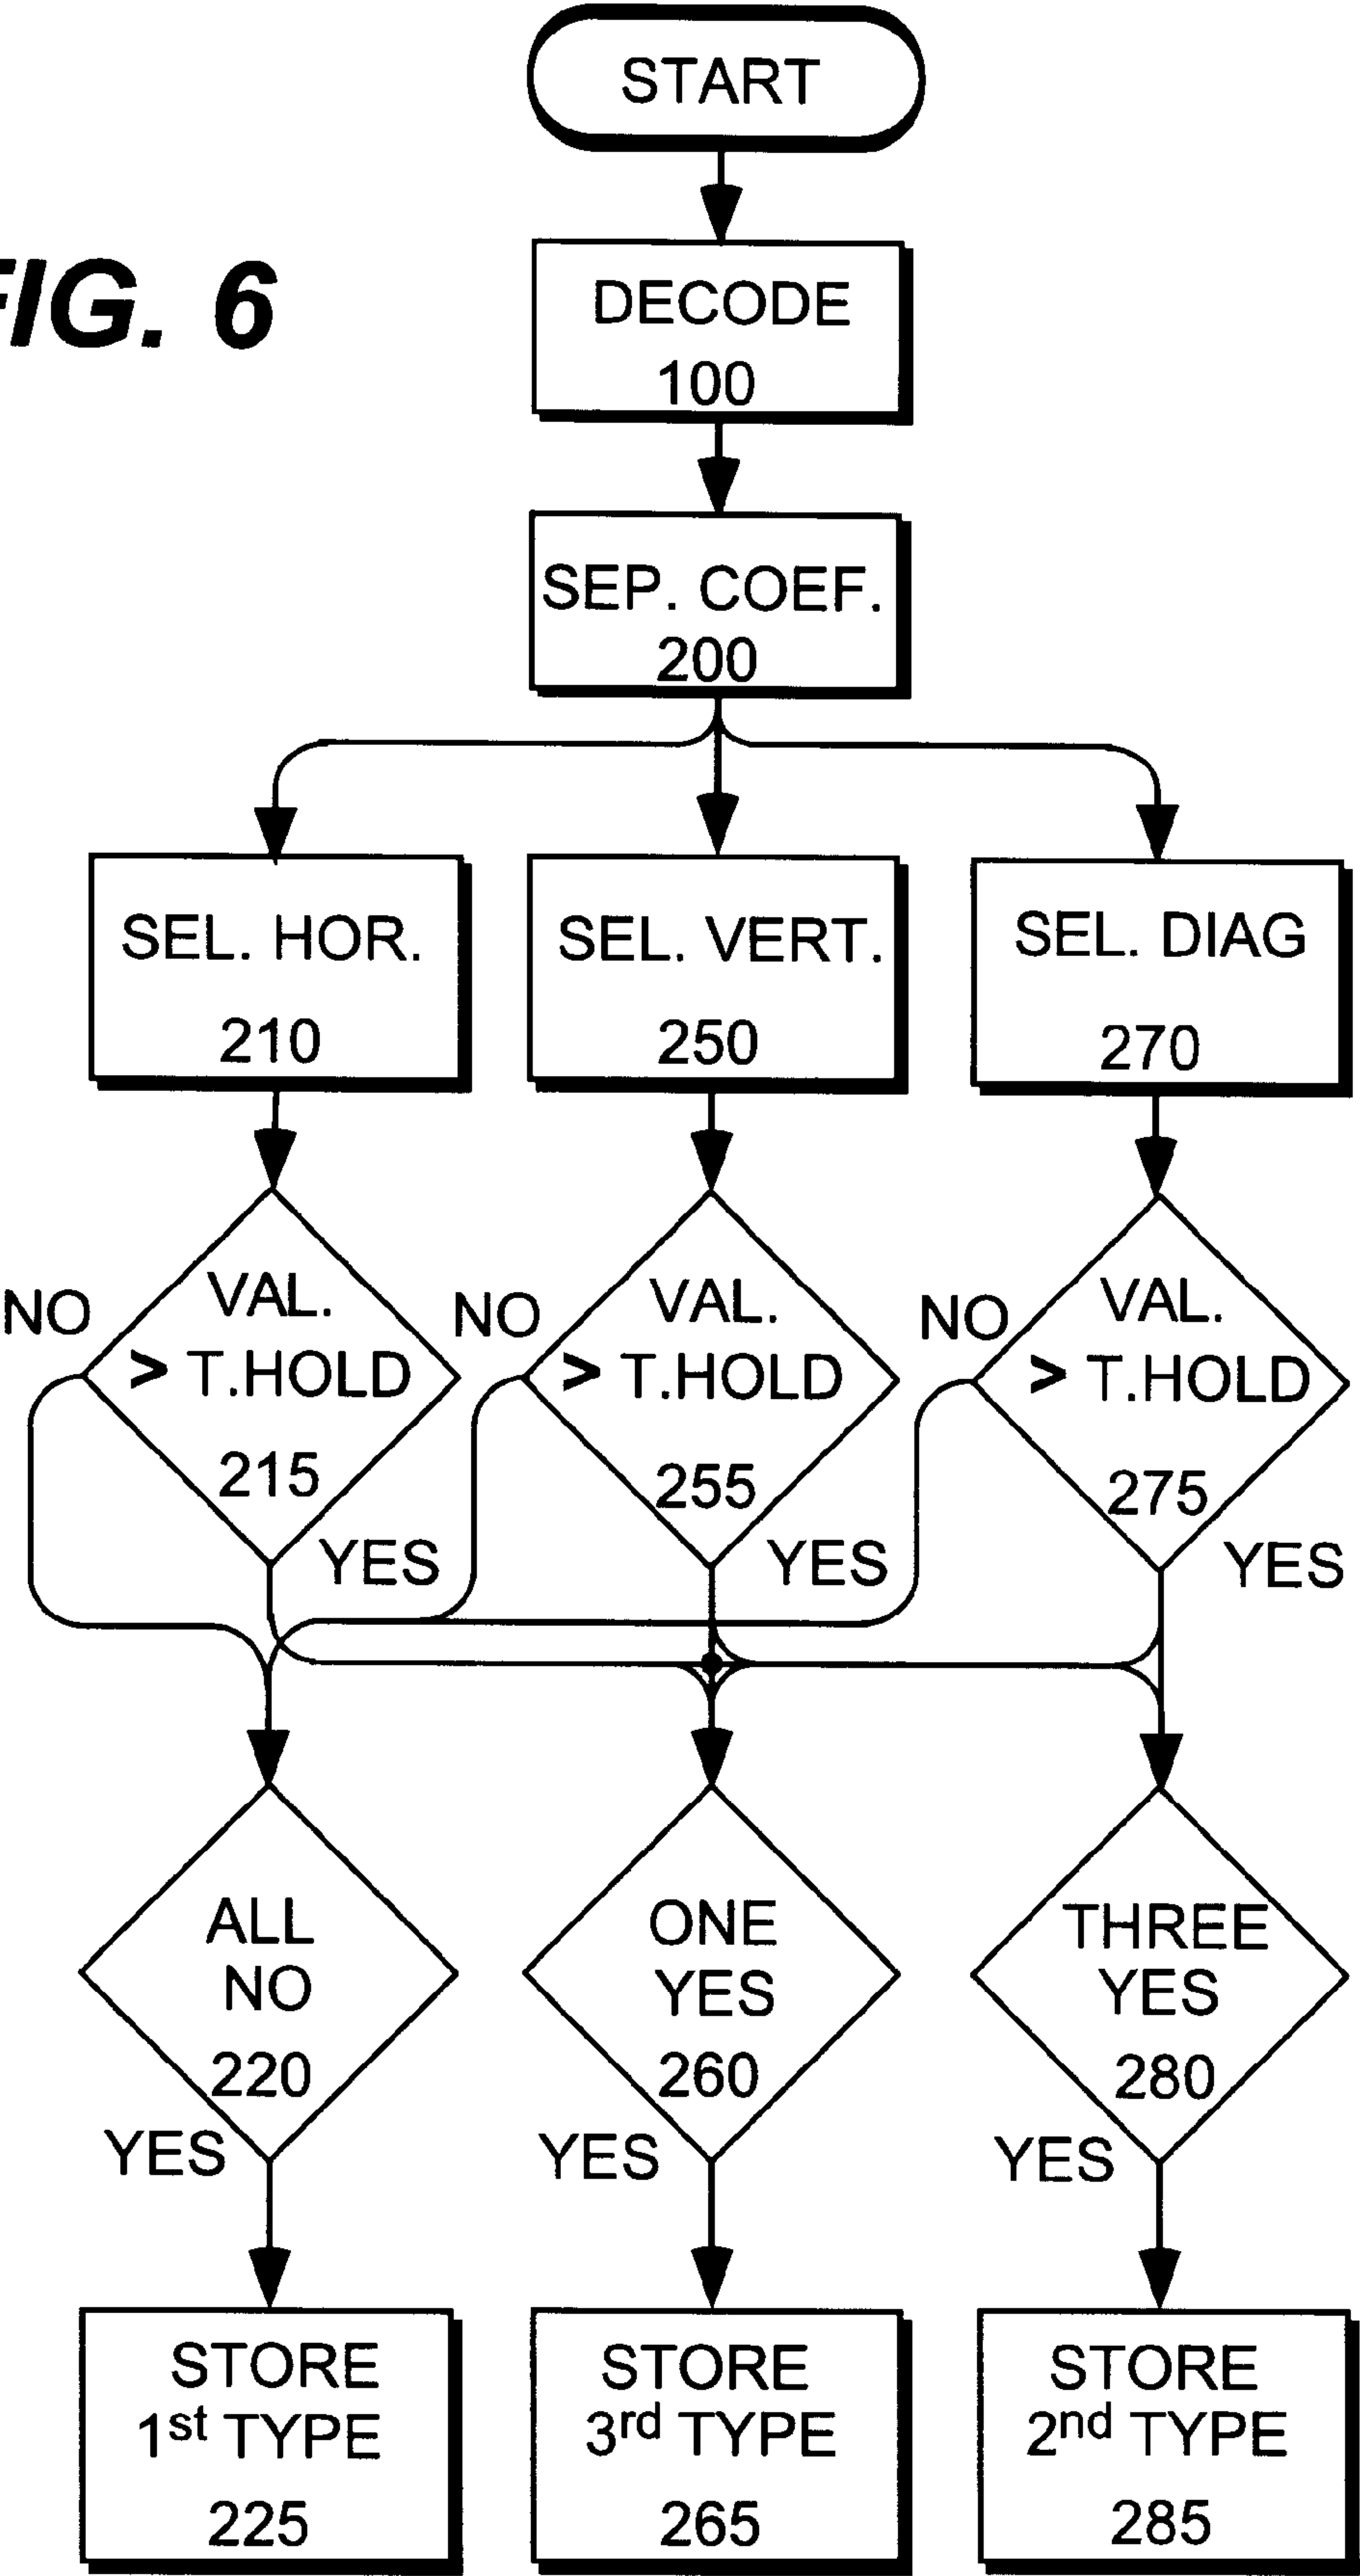 START
FIG. 6
DECODE
100
SEP. COEF.
200
SEL. HOR.
210
SEL. VERT.
250
SEL. DIAG
270
NO
VAL.
> T.HOLD
215
YES
NO
VAL.
> T.HOLD
255
YES
NO
VAL.
> T.HOLD
275
YES
ALL
NO
220
YES
ONE
YES
260
YES
THREE
YES
280
YES
STORE
1st TYPE
225
STORE
3rd TYPE
265
STORE
2nd TYPE
285